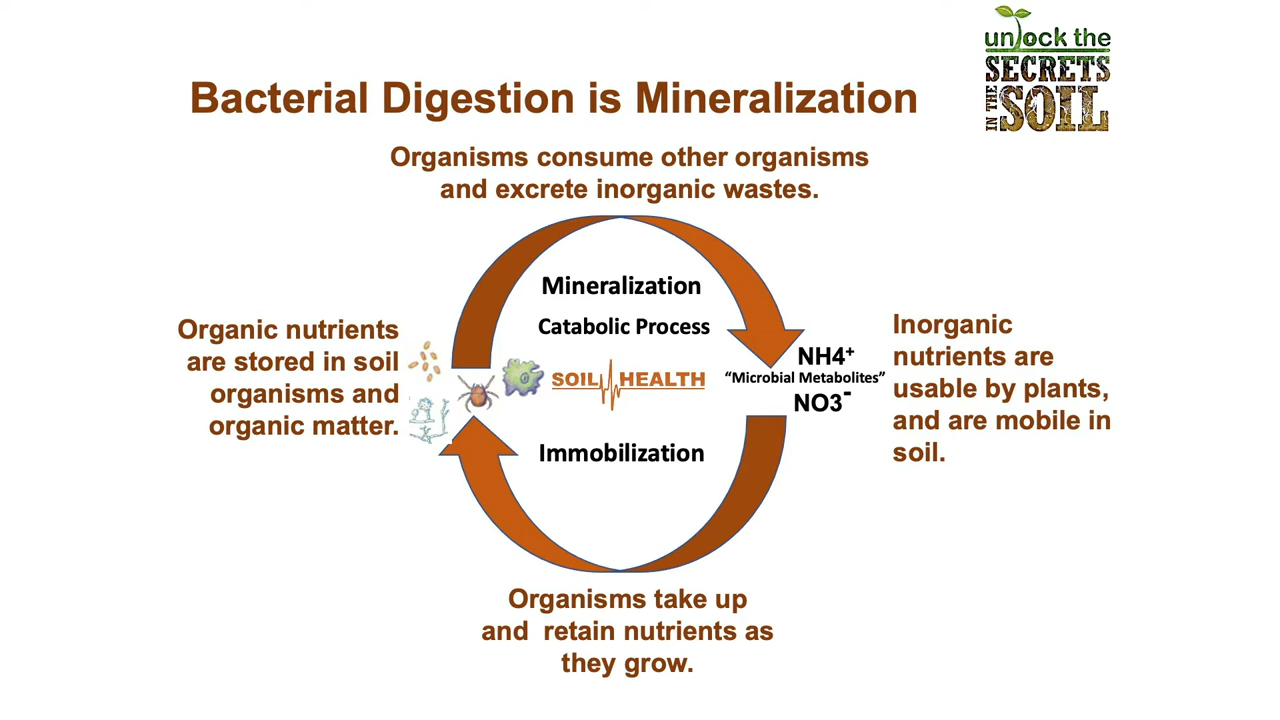 unlock the
SECRETS
IN THE
SOIL
Bacterial Digestion is Mineralization
Organisms consume other organisms
and excrete inorganic wastes.
Mineralization
Catabolic Process
SOIL HEALTH
Immobilization
Organic nutrients
are stored in soil
organisms and
organic matter.
NH4⁺
“Microbial Metabolites”
NO3⁻
Inorganic
nutrients are
usable by plants,
and are mobile in
soil.
Organisms take up
and  retain nutrients as
they grow.